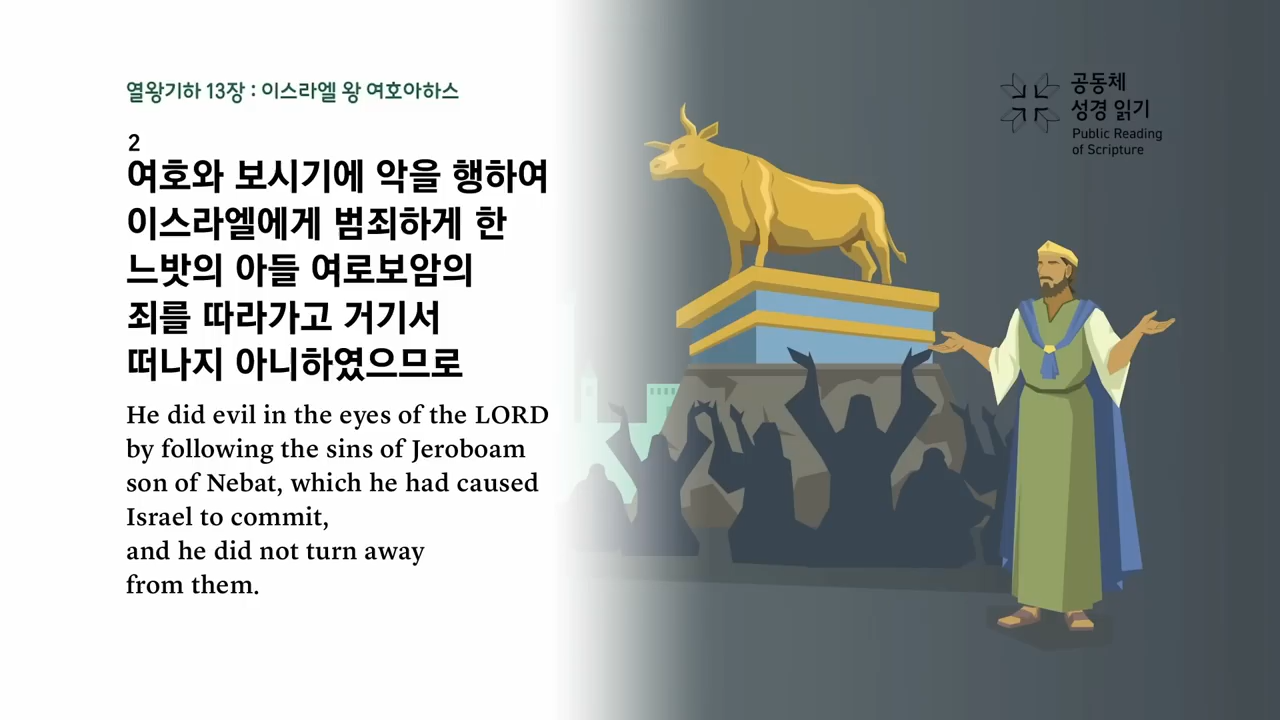 열왕기하 13장 : 이스라엘 왕 여호아하스
2
여호와 보시기에 악을 행하여
이스라엘에게 범죄하게 한
느밧의 아들 여로보암의
죄를 따라가고 거기서
떠나지 아니하였으므로
He did evil in the eyes of the LORD
by following the sins of Jeroboam
son of Nebat, which he had caused
Israel to commit,
and he did not turn away
from them.
공동체
성경 읽기
Public Reading
of Scripture